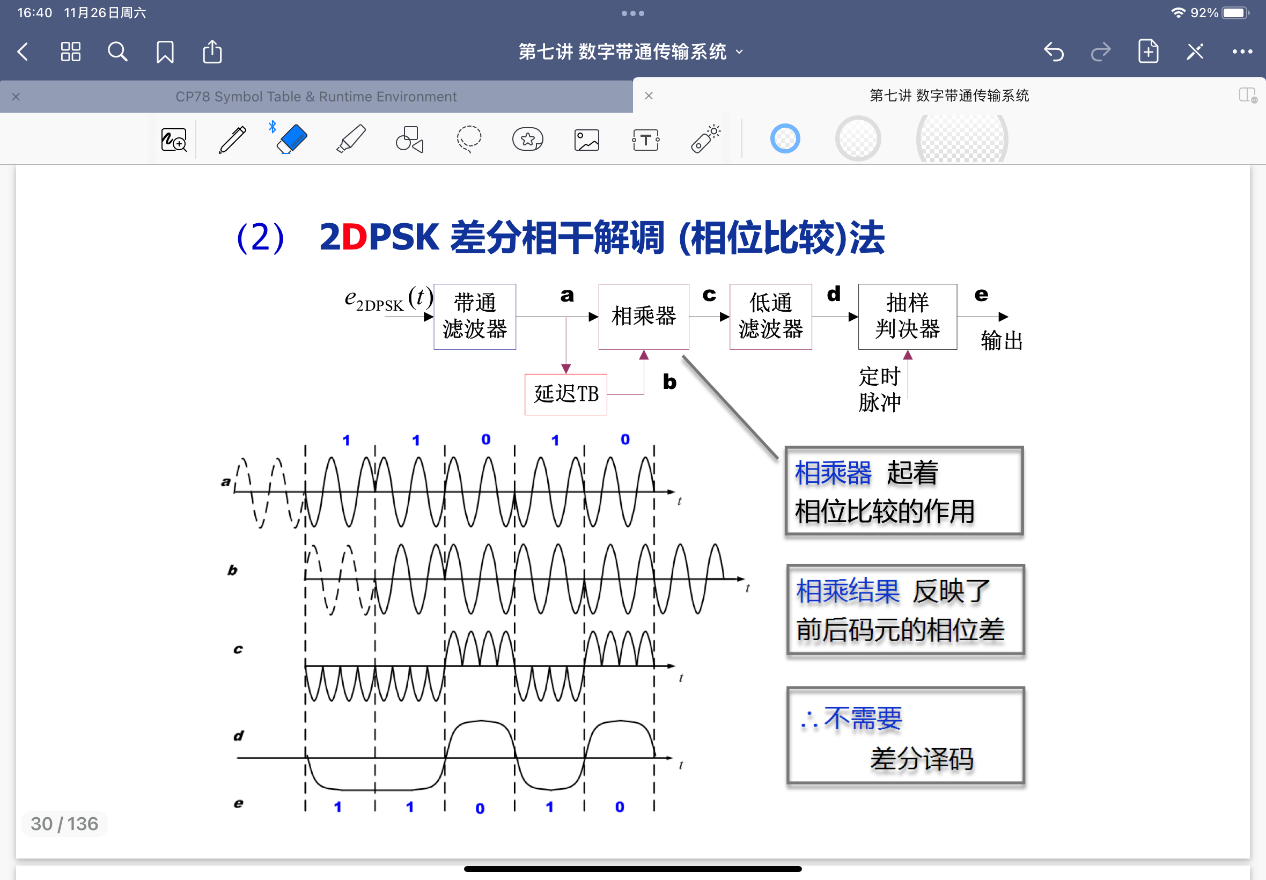 16:40 11月26日周六
92%
第七讲 数字带通传输系统
CP78 Symbol Table & Runtime Environment
第七讲 数字带通传输系统
(2) 2DPSK 差分相干解调 (相位比较)法
e2DPSK(t)
带通
滤波器
a
相乘器
c
低通
滤波器
d
抽样
判决器
e
输出
延迟TB
b
定时
脉冲
1 1 0 1 0
a
t
b
t
c
t
d
t
e
1 1 0 1 0
相乘器 起着
相位比较的作用
相乘结果 反映了
前后码元的相位差
∴不需要
差分译码
30 / 136